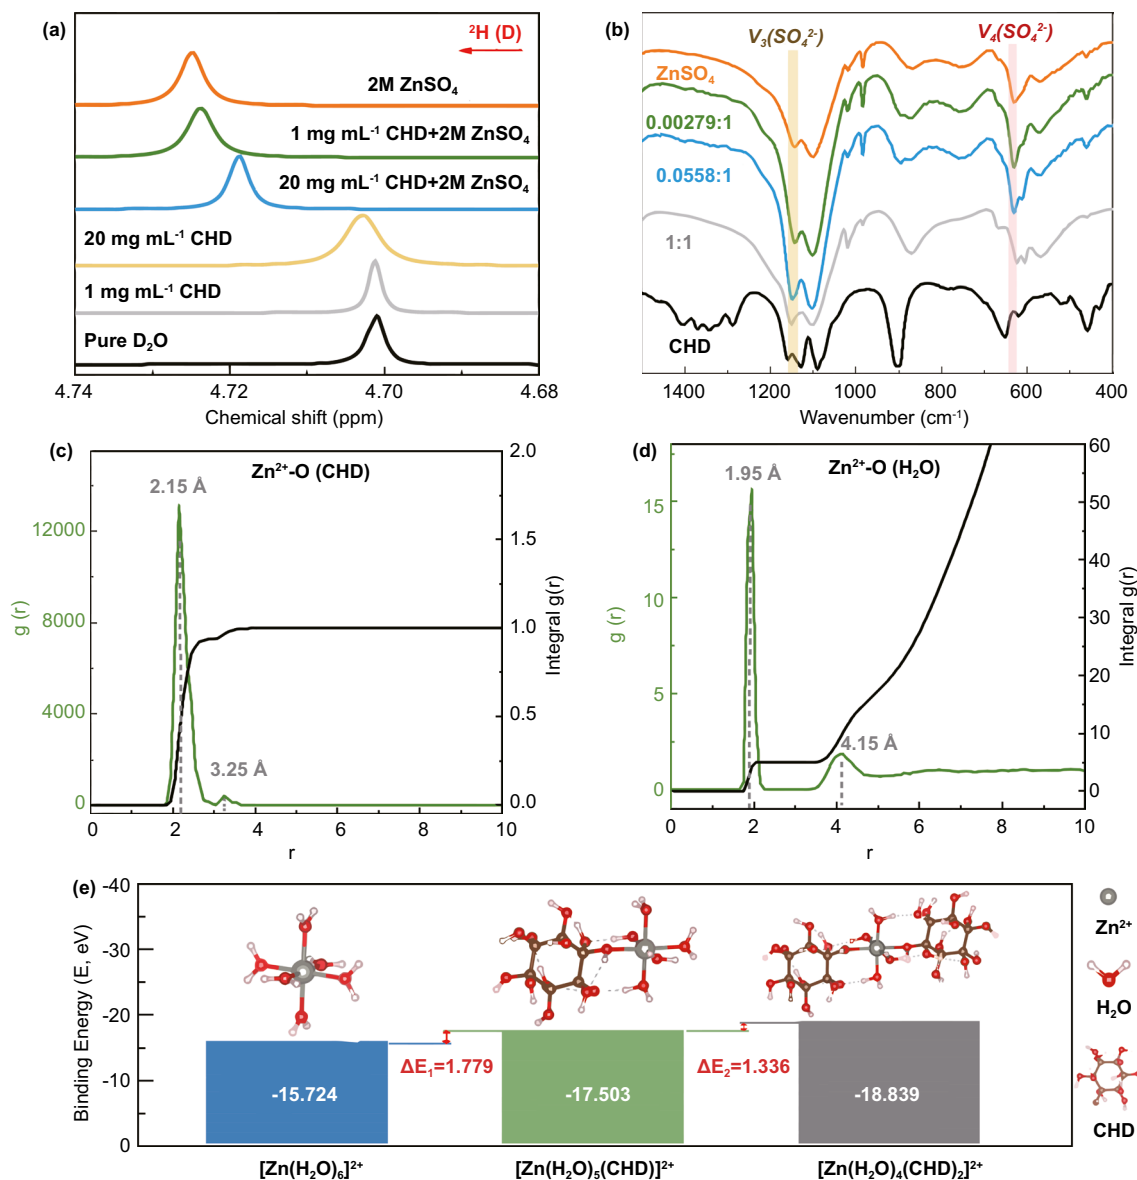 (a)
²H (D)
2M ZnSO₄
1 mg mL⁻¹ CHD+2M ZnSO₄
20 mg mL⁻¹ CHD+2M ZnSO₄
20 mg mL⁻¹ CHD
1 mg mL⁻¹ CHD
Pure D₂O
4.74 4.72 4.70 4.68
Chemical shift (ppm)
(b)
V₃(SO₄²⁻) V₄(SO₄²⁻)
ZnSO₄
0.00279:1
0.0558:1
1:1
CHD
1400 1200 1000 800 600 400
Wavenumber (cm⁻¹)
(c)
Zn²⁺-O (CHD)
2.15 Å
3.25 Å
12000
8000
4000
0
g (r)
2.0
1.5
1.0
0.5
0.0
Integral g(r)
0 2 4 6 8 10
r
(d)
Zn²⁺-O (H₂O)
1.95 Å
4.15 Å
15
10
5
0
g (r)
60
50
40
30
20
10
0
Integral g(r)
0 2 4 6 8 10
r
(e)
-40
-30
-20
-10
0
Binding Energy (E, eV)
ΔE₁=1.779 ΔE₂=1.336
-15.724 -17.503 -18.839
[Zn(H₂O)₆]²⁺ [Zn(H₂O)₅(CHD)]²⁺ [Zn(H₂O)₄(CHD)₂]²⁺
Zn²⁺
H₂O
CHD